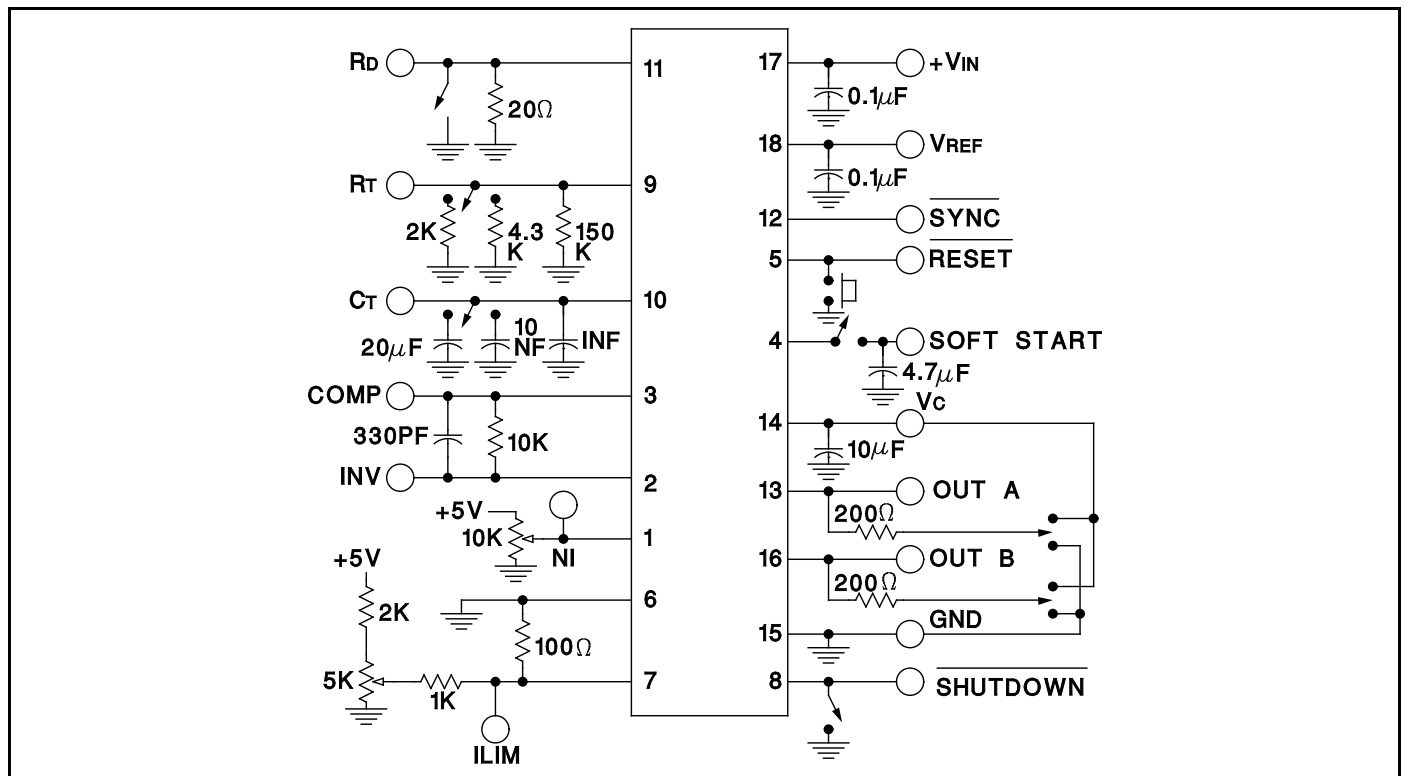 RD
11
20Ω
RT
9
2K
4.3
K
150
K
CT
10
20μF
10
NF
INF
COMP
3
330PF
10K
INV
2
+5V
10K
NI
1
+5V
2K
6
100Ω
5K
1K
7
ILIM
17
+VIN
0.1μF
18
VREF
0.1μF
12
SYNC
5
RESET
4
SOFT START
4.7μF
VC
14
10μF
13
OUT A
200Ω
16
OUT B
200Ω
15
GND
8
SHUTDOWN